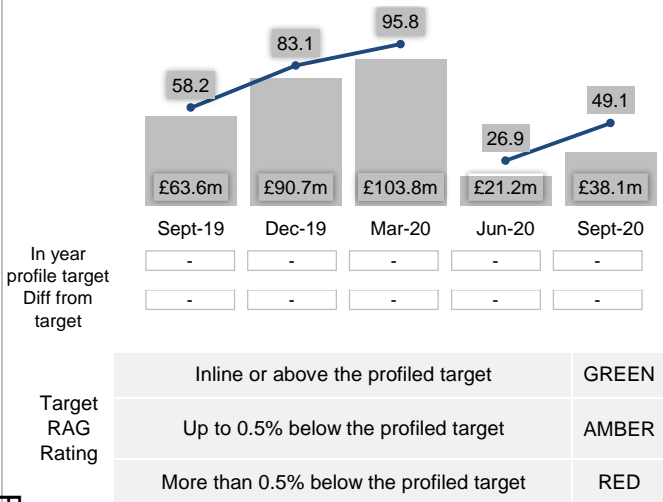 95.8
83.1
58.2
49.1
26.9
£63.6m £90.7m £103.8m £21.2m £38.1m
Sept-19 Dec-19 Mar-20 Jun-20 Sept-20
In year
profile target
- - - - -
Diff from
target
- - - - -
Target
RAG
Rating
Inline or above the profiled target GREEN
Up to 0.5% below the profiled target AMBER
More than 0.5% below the profiled target RED